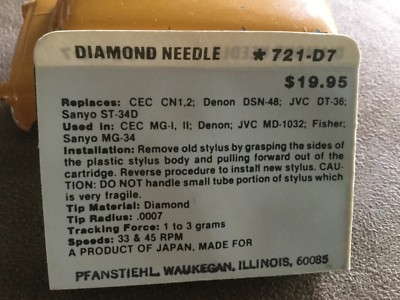 DIAMOND NEEDLE *721-D7
$19.95
Replaces: CEC CN1,2; Denon DSN-48; JVC DT-36;
Sanyo ST-34D
Used in: CEC MG-I, II; Denon; JVC MD-1032; Fisher;
Sanyo MG-34
Installation: Remove old stylus by grasping the sides of
the plastic stylus body and pulling forward out of the
cartridge. Reverse procedure to install new stylus. CAU-
TION: DO NOT handle small tube portion of stylus which
is very fragile.
Tip Material: Diamond
Tip Radius: .0007
Tracking Force: 1 to 3 grams
Speeds: 33 & 45 RPM
A PRODUCT OF JAPAN, MADE FOR
PFANSTIEHL, WAUKEGAN, ILLINOIS, 60085